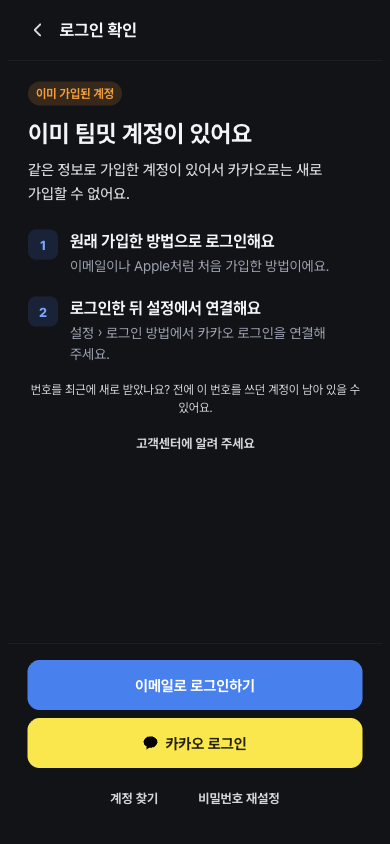 로그인 확인
이미 가입된 계정
이미 팀밋 계정이 있어요
같은 정보로 가입한 계정이 있어서 카카오로는 새로
가입할 수 없어요.
1
원래 가입한 방법으로 로그인해요
이메일이나 Apple처럼 처음 가입한 방법이에요.
2
로그인한 뒤 설정에서 연결해요
설정 › 로그인 방법에서 카카오 로그인을 연결해
주세요.
번호를 최근에 새로 받았나요? 전에 이 번호를 쓰던 계정이 남아 있을 수
있어요.
고객센터에 알려 주세요
이메일로 로그인하기
카카오 로그인
계정 찾기 비밀번호 재설정